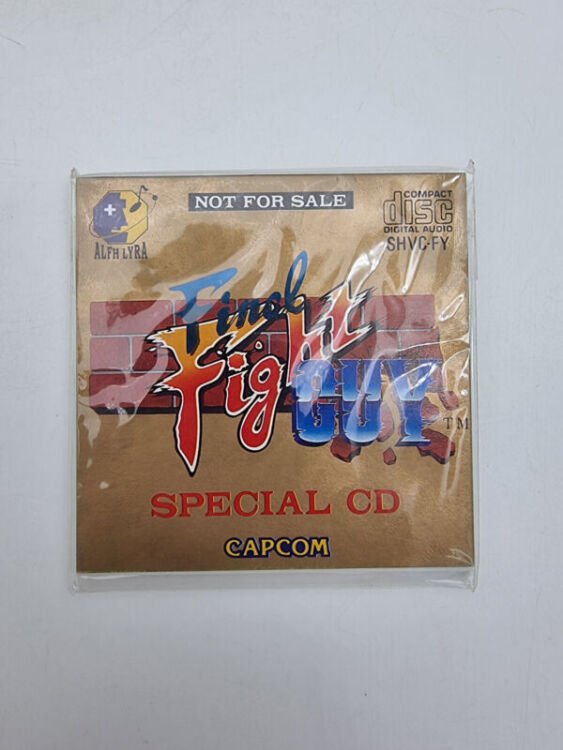 NOT FOR SALE
ALFH LYRA
COMPACT
disc
DIGITAL AUDIO
SHVC-FY
Final
Fight
GUY
TM
SPECIAL CD
CAPCOM